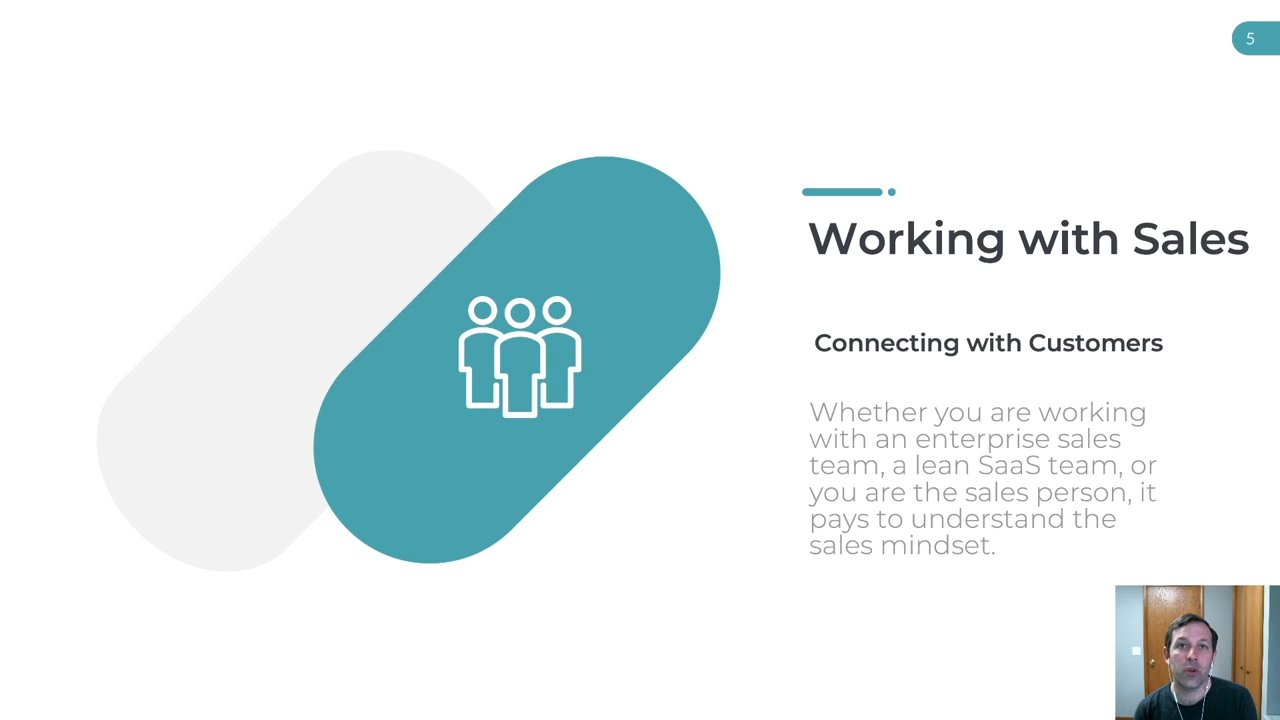 5
Working with Sales
Connecting with Customers
Whether you are working
with an enterprise sales
team, a lean SaaS team, or
you are the sales person, it
pays to understand the
sales mindset.